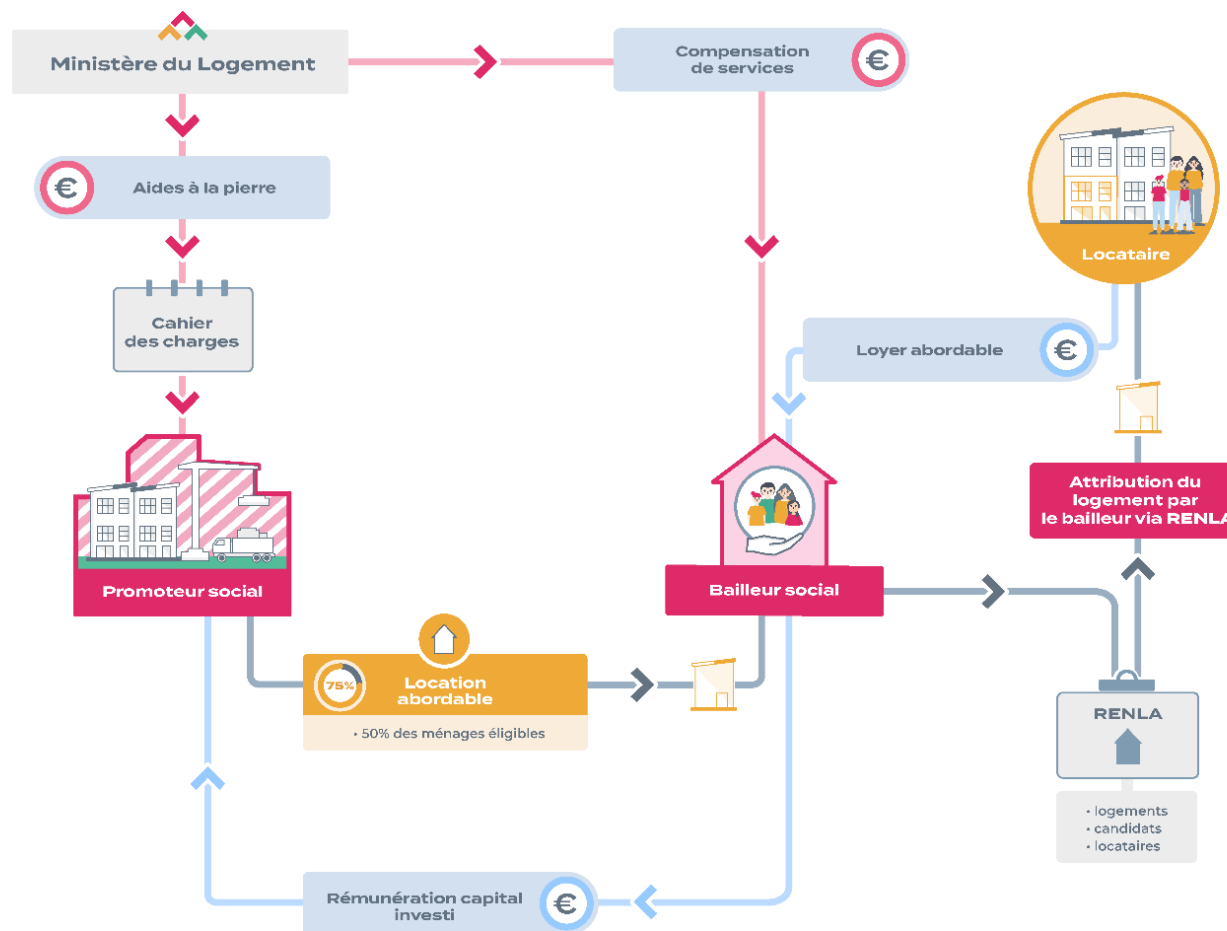 Ministère du Logement
Compensation
de services
€
€
Aides à la pierre
Locataire
Cahier
des charges
Loyer abordable
€
Attribution du
logement par
le bailleur via RENLA
Promoteur social
Bailleur social
75%
Location
abordable
• 50% des ménages éligibles
RENLA
• logements
• candidats
• locataires
Rémunération capital
investi
€